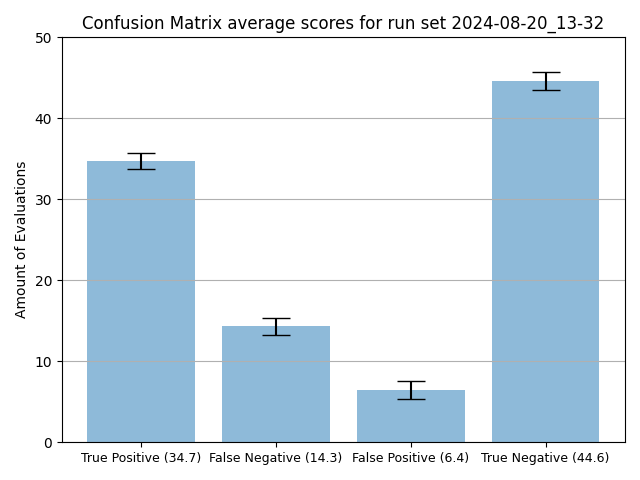 Confusion Matrix average scores for run set 2024-08-20_13-32
Amount of Evaluations
50
40
30
20
10
0
True Positive (34.7) False Negative (14.3) False Positive (6.4) True Negative (44.6)